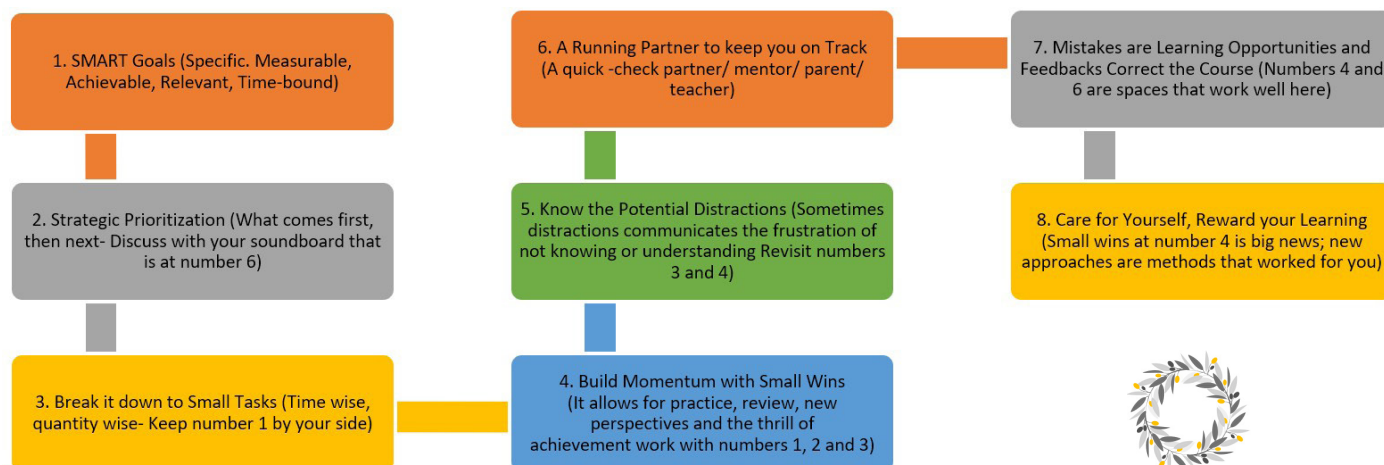 1. SMART Goals (Specific. Measurable,
Achievable, Relevant, Time-bound)
2. Strategic Prioritization (What comes first,
then next- Discuss with your soundboard that
is at number 6)
3. Break it down to Small Tasks (Time wise,
quantity wise- Keep number 1 by your side)
4. Build Momentum with Small Wins
(It allows for practice, review, new
perspectives and the thrill of
achievement work with numbers 1, 2 and 3)
5. Know the Potential Distractions (Sometimes
distractions communicates the frustration of
not knowing or understanding Revisit numbers
3 and 4)
6. A Running Partner to keep you on Track
(A quick -check partner/ mentor/ parent/
teacher)
7. Mistakes are Learning Opportunities and
Feedbacks Correct the Course (Numbers 4 and
6 are spaces that work well here)
8. Care for Yourself, Reward your Learning
(Small wins at number 4 is big news; new
approaches are methods that worked for you)